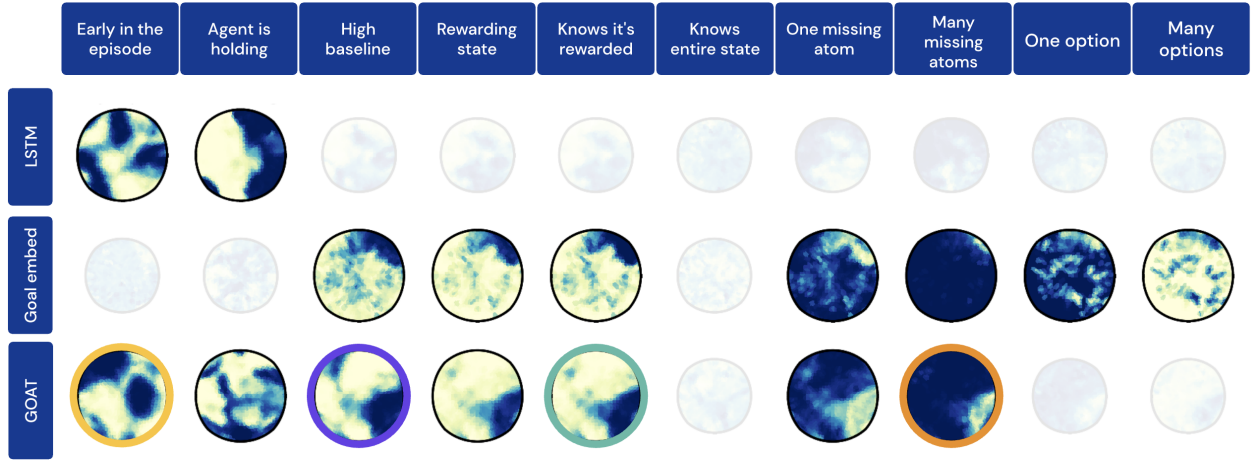 Early in the
episode
Agent is
holding
High
baseline
Rewarding
state
Knows it's
rewarded
Knows
entire state
One missing
atom
Many
missing
atoms
One option
Many
options
LSTM
Goal embed
GOAT